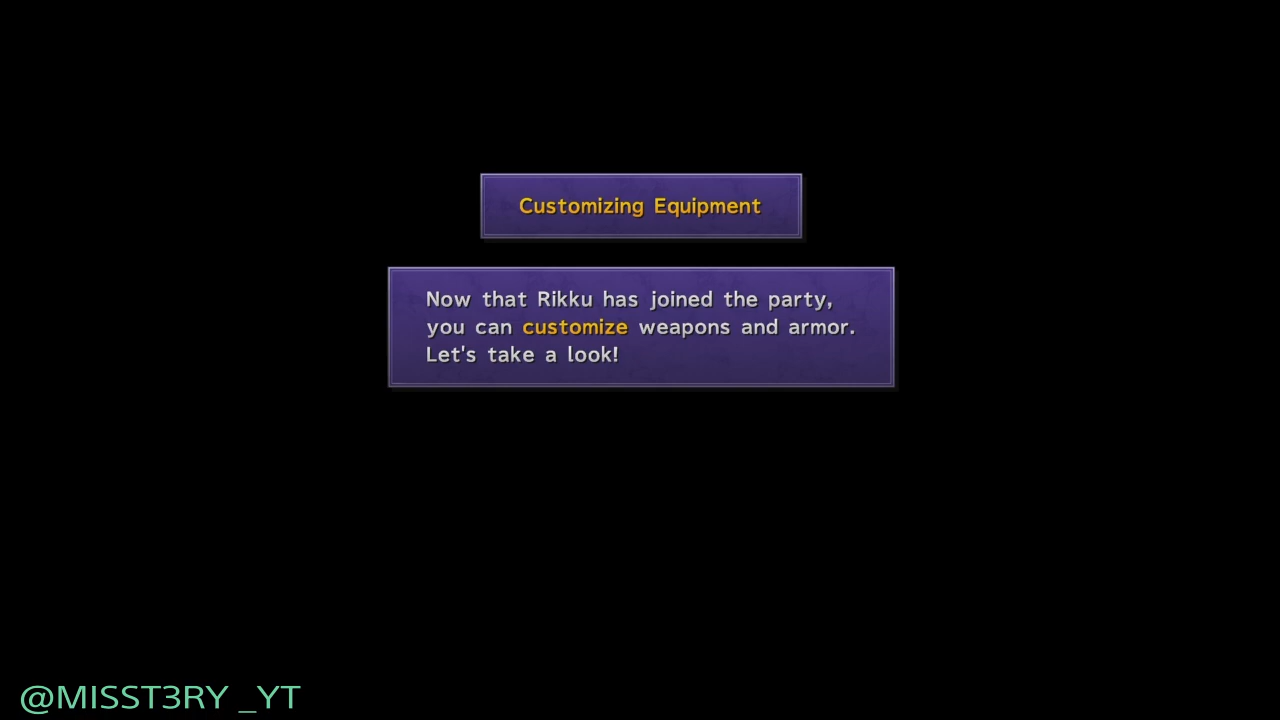 Customizing Equipment
Now that Rikku has joined the party,
you can customize weapons and armor.
Let's take a look!
@MISST3RY _YT